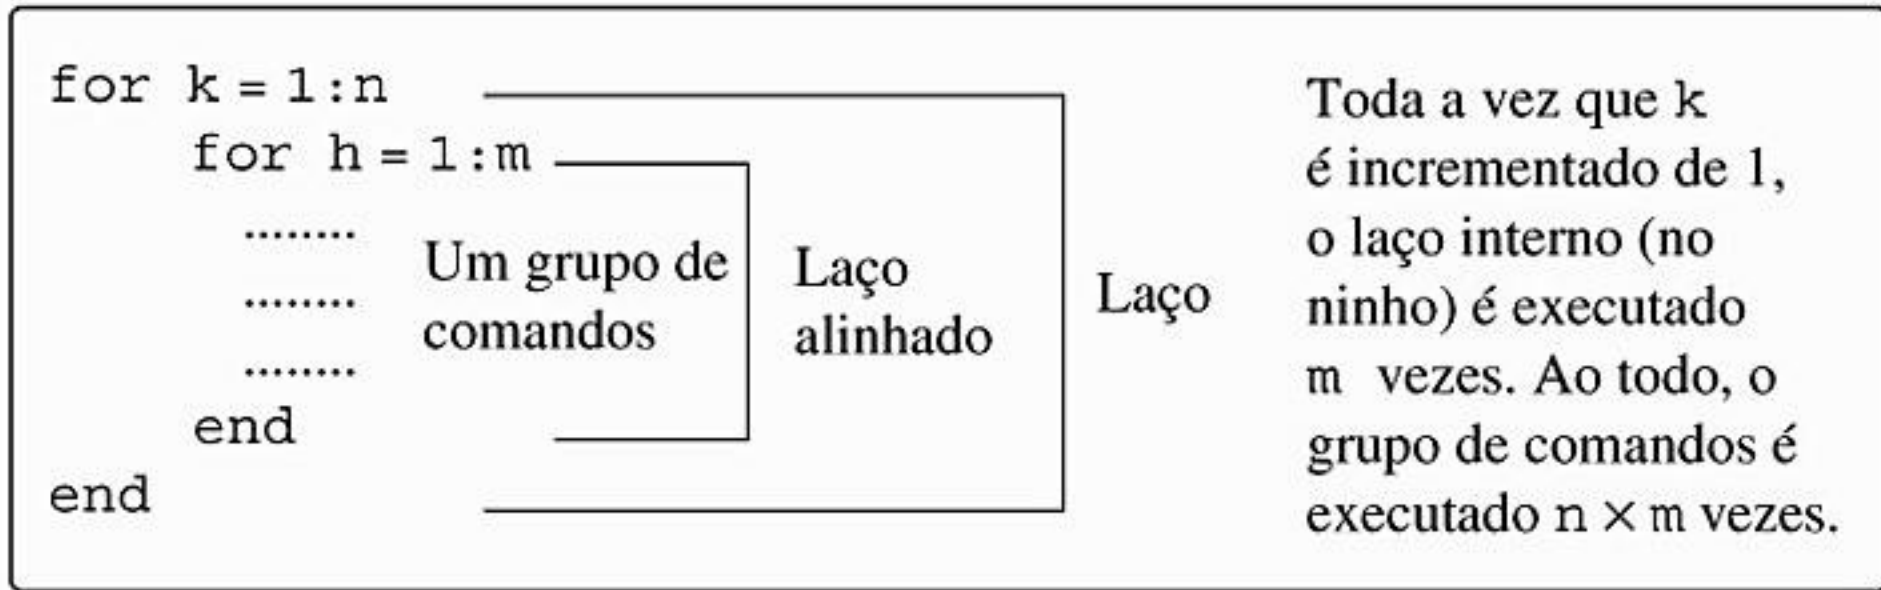 for k = 1:n
for h = 1:m
........
........
........
end
end
Um grupo de
comandos
Laço
alinhado
Laço
Toda a vez que k
é incrementado de 1,
o laço interno (no
ninho) é executado
m vezes. Ao todo, o
grupo de comandos é
executado n × m vezes.